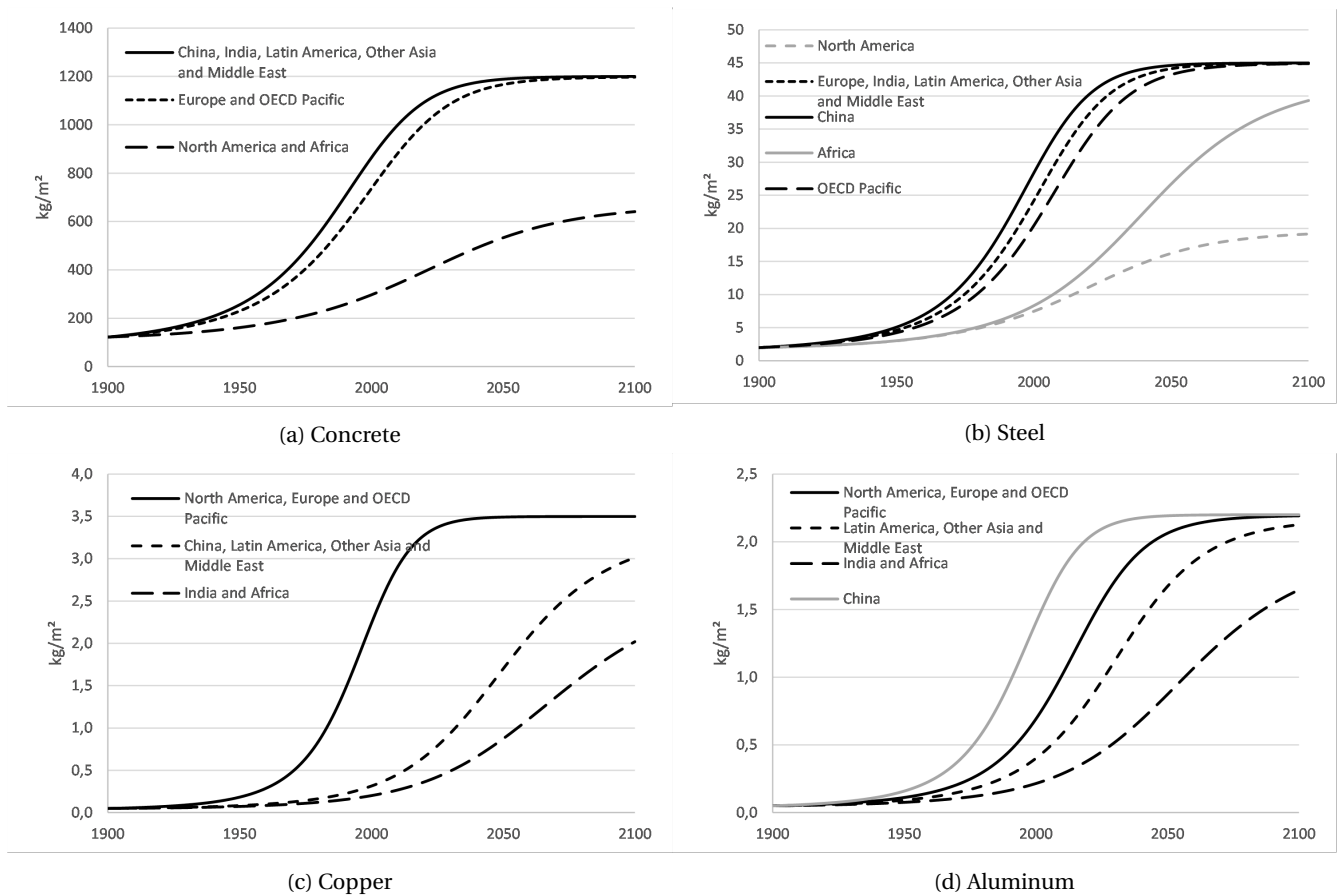 1400
1200
1000
800
600
400
200
0
kg/m²
China, India, Latin America, Other Asia
and Middle East
Europe and OECD Pacific
North America and Africa
1900 1950 2000 2050 2100
(a) Concrete
50
45
40
35
30
25
20
15
10
5
0
kg/m²
North America
Europe, India, Latin America, Other Asia
and Middle East
China
Africa
OECD Pacific
1900 1950 2000 2050 2100
(b) Steel
4,0
3,5
3,0
2,5
2,0
1,5
1,0
0,5
0,0
kg/m²
North America, Europe and OECD
Pacific
China, Latin America, Other Asia and
Middle East
India and Africa
1900 1950 2000 2050 2100
(c) Copper
2,5
2,0
1,5
1,0
0,5
0,0
kg/m²
North America, Europe and OECD
Pacific
Latin America, Other Asia and
Middle East
India and Africa
China
1900 1950 2000 2050 2100
(d) Aluminum